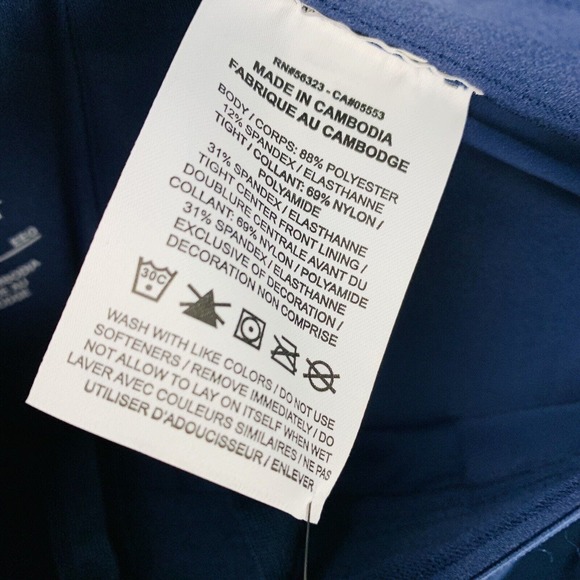 RN#56323 - CA#05553
MADE IN CAMBODIA
FABRIQUE AU CAMBODGE
BODY / CORPS: 88% POLYESTER
12% SPANDEX / ELASTHANNE
TIGHT / COLLANT: 69% NYLON /
POLYAMIDE
31% SPANDEX / ELASTHANNE
TIGHT CENTER FRONT LINING /
DOUBLURE CENTRALE AVANT DU
COLLANT: 69% NYLON / POLYAMIDE
31% SPANDEX / ELASTHANNE
EXCLUSIVE OF DECORATION /
DECORATION NON COMPRISE
30C
WASH WITH LIKE COLORS / DO NOT USE
SOFTENERS / REMOVE IMMEDIATELY / DO
NOT ALLOW TO LAY ON ITSELF WHEN WET
LAVER AVEC COULEURS SIMILAIRES / NE PAS
UTILISER D'ADOUCISSEUR / ENLEVER